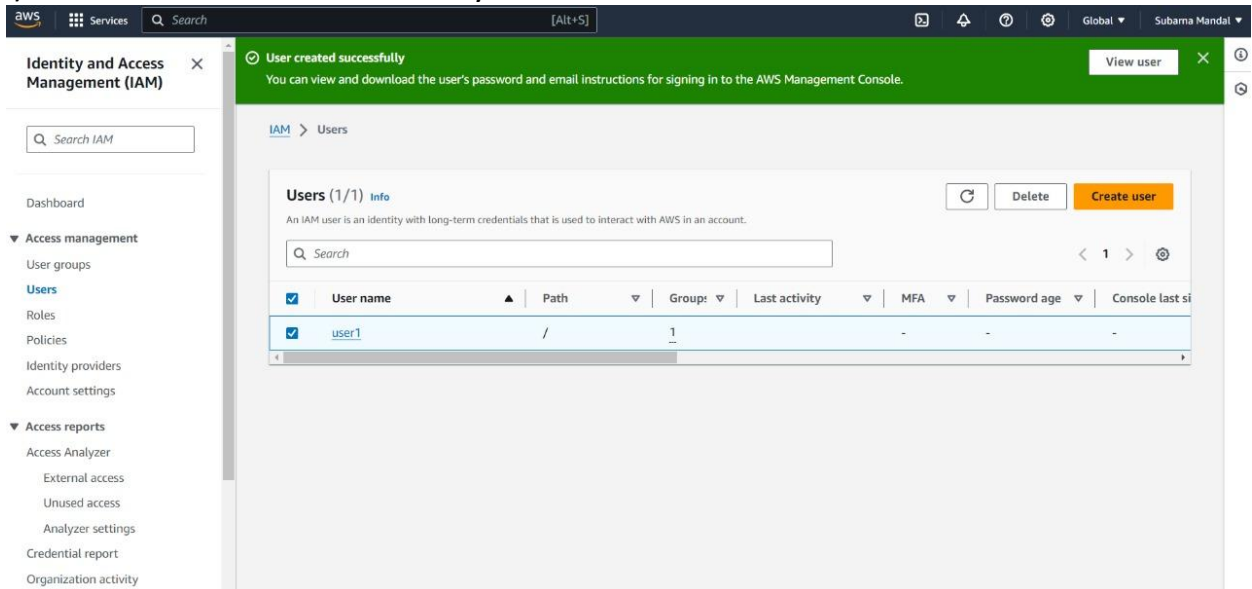 aws
Services
Search
[Alt+S]
Global
Subarna Mandal
Identity and Access
Management (IAM)
Search IAM
Dashboard
Access management
User groups
Users
Roles
Policies
Identity providers
Account settings
Access reports
Access Analyzer
External access
Unused access
Analyzer settings
Credential report
Organization activity
User created successfully
You can view and download the user's password and email instructions for signing in to the AWS Management Console.
View user
IAM > Users
Users (1/1) Info
Delete
Create user
An IAM user is an identity with long-term credentials that is used to interact with AWS in an account.
Search
1
User name
Path
Group:
Last activity
MFA
Password age
Console last si
user1
/
1
-
-
-